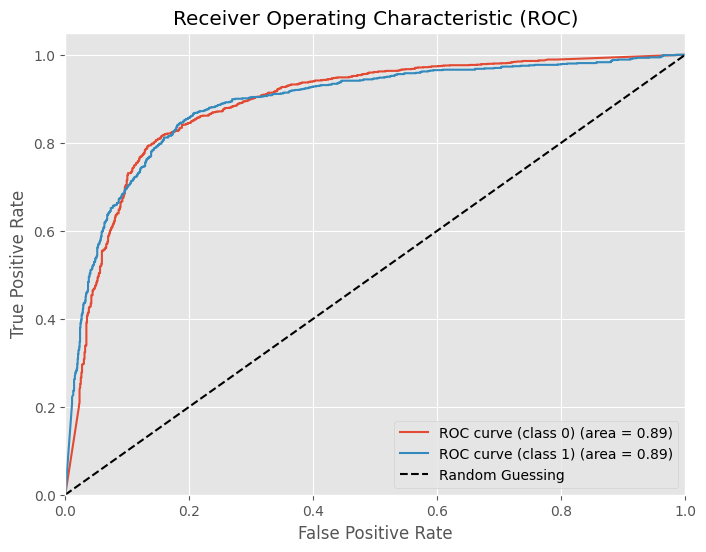 Receiver Operating Characteristic (ROC)
True Positive Rate
1.0
0.8
0.6
0.4
0.2
0.0
ROC curve (class 0) (area = 0.89)
ROC curve (class 1) (area = 0.89)
Random Guessing
0.0 0.2 0.4 0.6 0.8 1.0
False Positive Rate